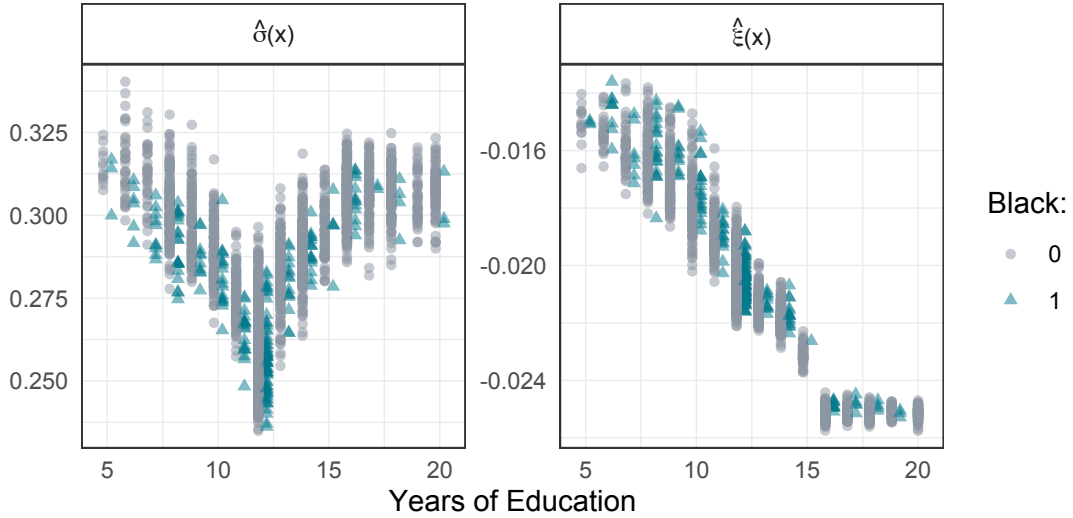 σ̂(x)
ξ̂(x)
0.325
0.300
0.275
0.250
-0.016
-0.020
-0.024
5 10 15 20
5 10 15 20
Years of Education
Black:
0
1